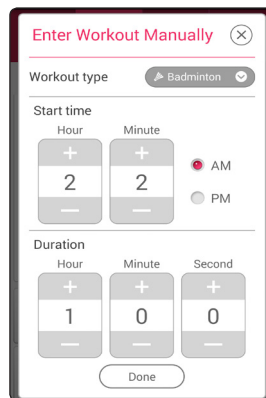 Enter Workout Manually
Workout type Badminton
Start time
Hour Minute
2 2
AM
PM
Duration
Hour Minute Second
1 0 0
Done